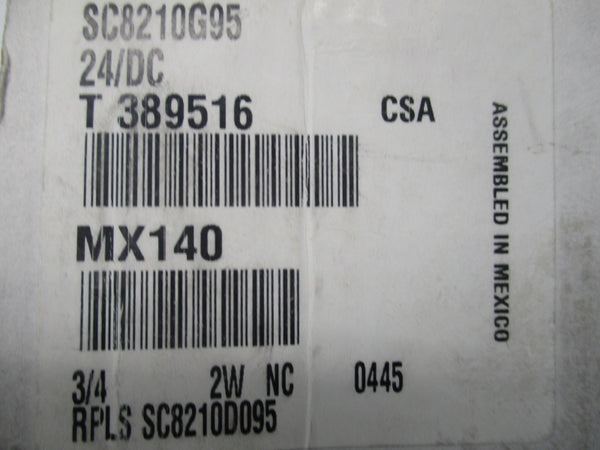 SC8210G95
24/DC
T 389516 CSA
MX140
3/4 2W NC 0445
RPLS SC8210D095
ASSEMBLED IN MEXICO